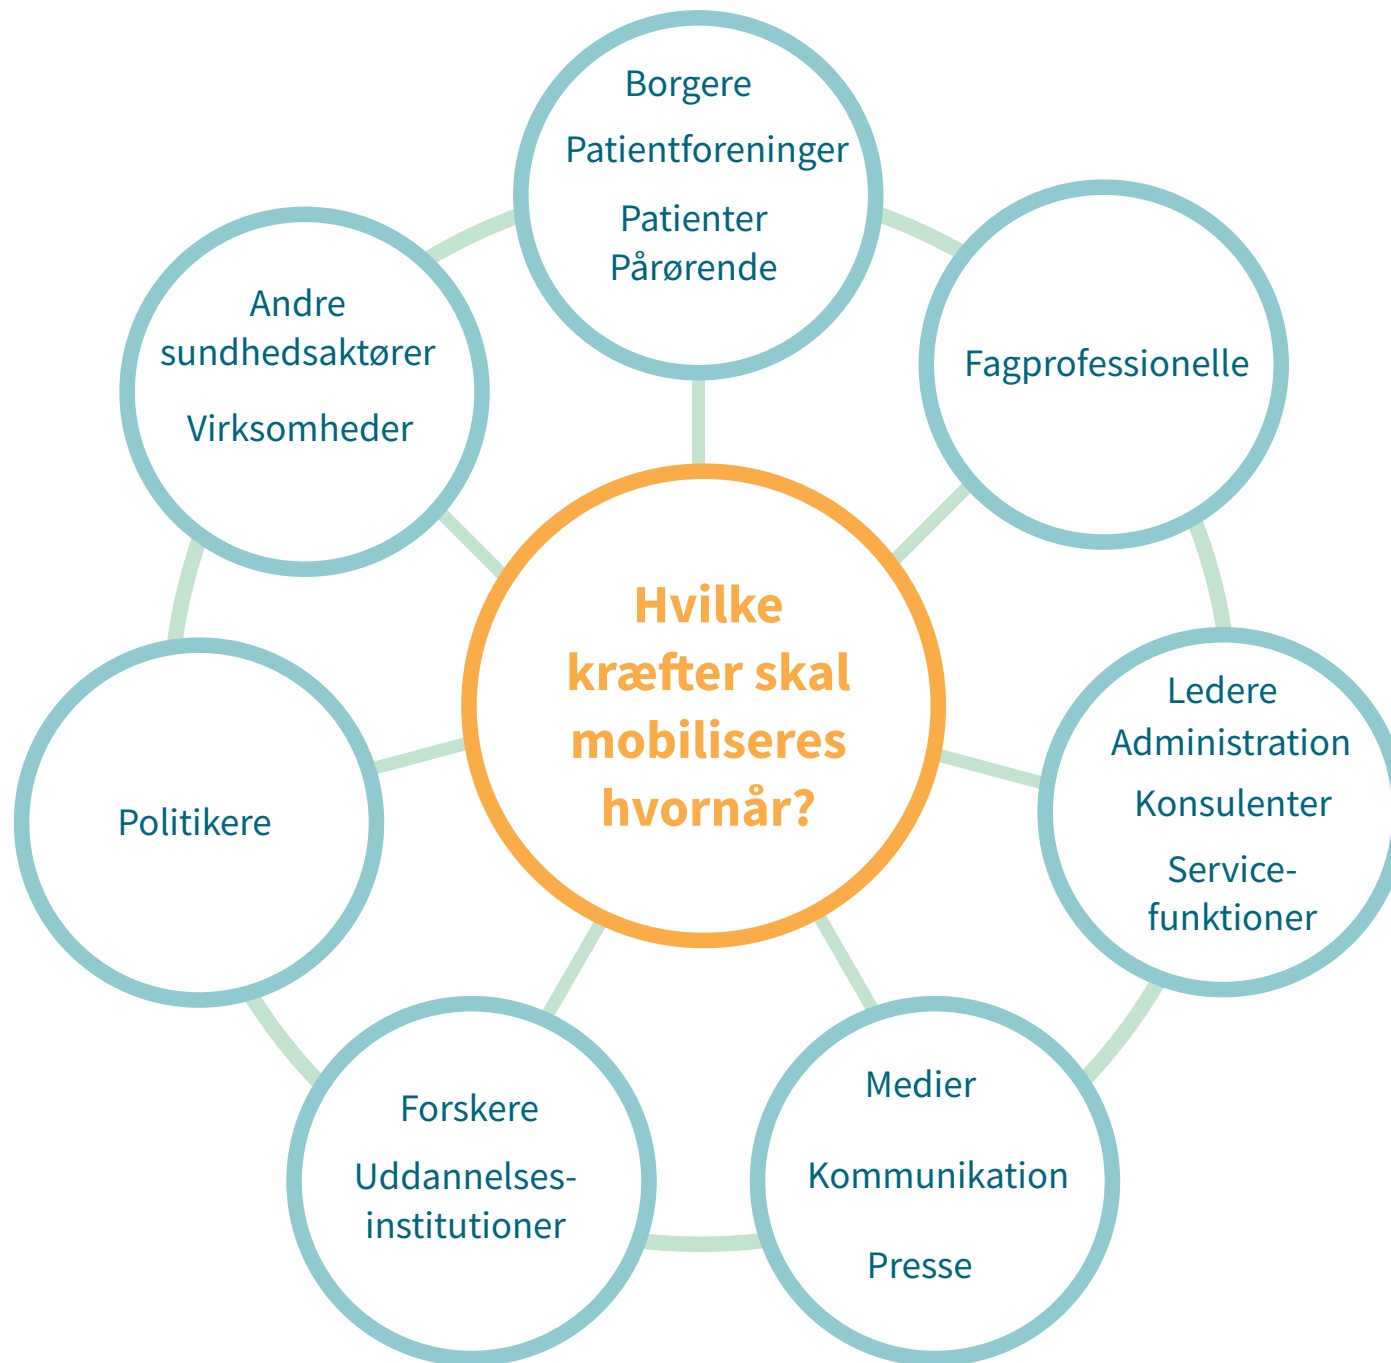 Borgere
Patientforeninger
Patienter
Pårørende
Fagprofessionelle
Ledere
Administration
Konsulenter
Service-
funktioner
Medier
Kommunikation
Presse
Forskere
Uddannelses-
institutioner
Politikere
Andre
sundhedsaktører
Virksomheder
Hvilke
kræfter skal
mobiliseres
hvornår?